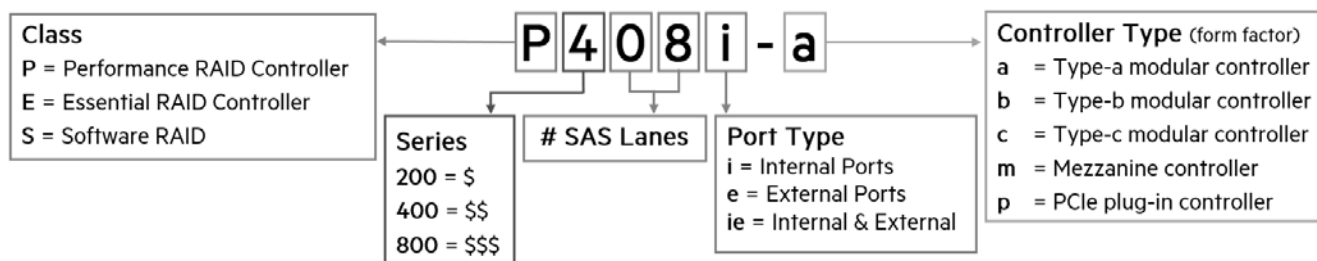 P408i-a
Class
P = Performance RAID Controller
E = Essential RAID Controller
S = Software RAID
Series
200 = $
400 = $$
800 = $$$
# SAS Lanes
Port Type
i = Internal Ports
e = External Ports
ie = Internal & External
Controller Type (form factor)
a = Type-a modular controller
b = Type-b modular controller
c = Type-c modular controller
m = Mezzanine controller
p = PCIe plug-in controller